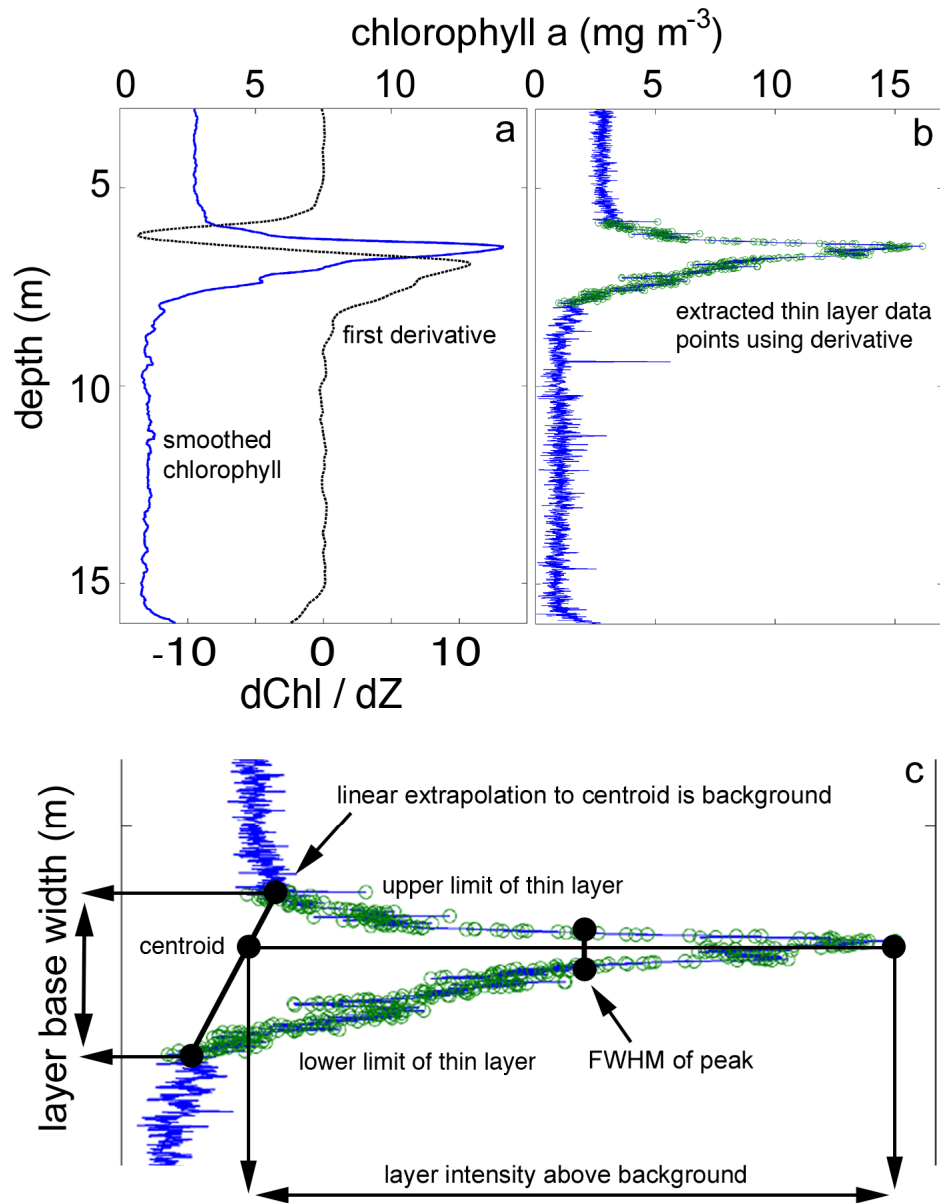 chlorophyll a (mg m-3)
0 5 10 0 5 10 15
a
b
5
10
15
depth (m)
first derivative
smoothed
chlorophyll
extracted thin layer data
points using derivative
-10 0 10
dChl / dZ
c
linear extrapolation to centroid is background
upper limit of thin layer
centroid
layer base width (m)
lower limit of thin layer
FWHM of peak
layer intensity above background